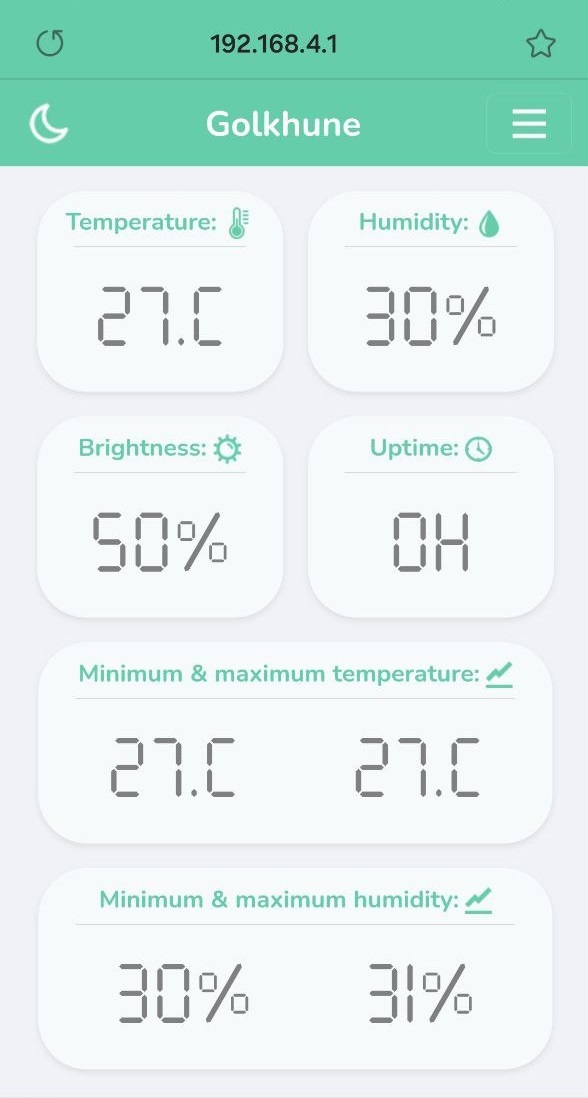 192.168.4.1
Golkhune
Temperature:
Humidity:
27.C
30%
Brightness:
Uptime:
50%
0H
Minimum & maximum temperature:
27.C 27.C
Minimum & maximum humidity:
30% 31%